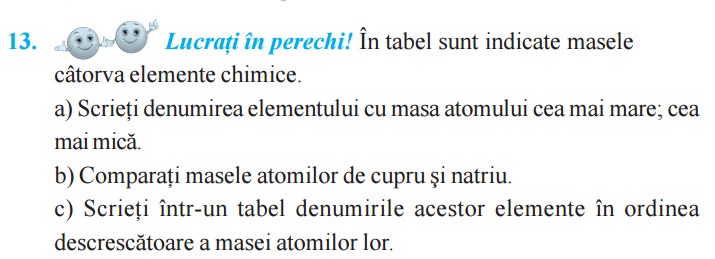 13. Lucrați în perechi! În tabel sunt indicate masele
câtorva elemente chimice.
a) Scrieți denumirea elementului cu masa atomului cea mai mare; cea
mai mică.
b) Comparați masele atomilor de cupru şi natriu.
c) Scrieți într-un tabel denumirile acestor elemente în ordinea
descrescătoare a masei atomilor lor.